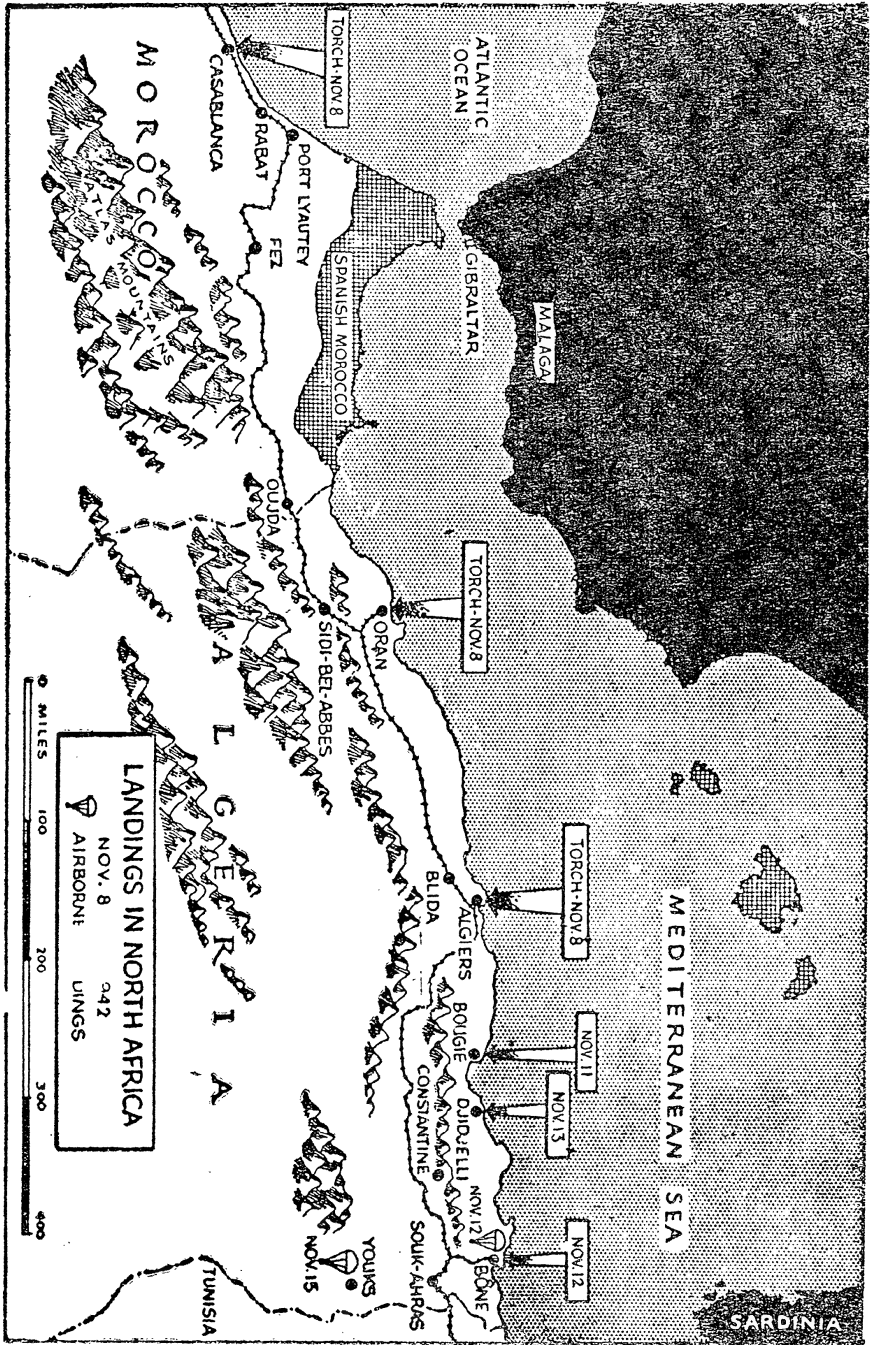 TORCH-NOV.8
ATLANTIC
OCEAN
CASABLANCA
RABAT
PORT LYAUTEY
FEZ
MOROCCO
ATLAS MOUNTAINS
SPANISH MOROCCO
GIBRALTAR
MALAGA
OUJDA
TORCH-NOV.8
ORAN
SIDI-BEL-ABBES
ALGERIA
TORCH-NOV.8
ALGIERS
BLIDA
MEDITERRANEAN SEA
NOV.11
BOUGIE
NOV.13
DJIDJELLI
CONSTANTINE
NOV.12
NOV.12
BÔNE
SOUK-AHRAS
YOUKS
NOV.15
TUNISIA
SARDINIA
LANDINGS IN NORTH AFRICA
NOV. 8 942
AIRBORNE DINGS
0 MILES 100 200 300 400